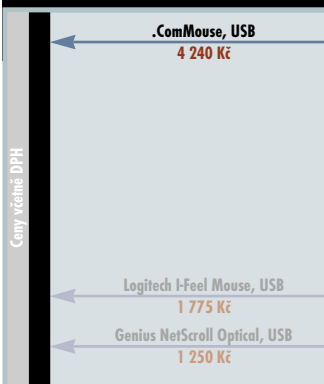 .ComMouse, USB
4 240 Kč
Ceny včetně DPH
Logitech I-Feel Mouse, USB
1 775 Kč
Genius NetScroll Optical, USB
1 250 Kč